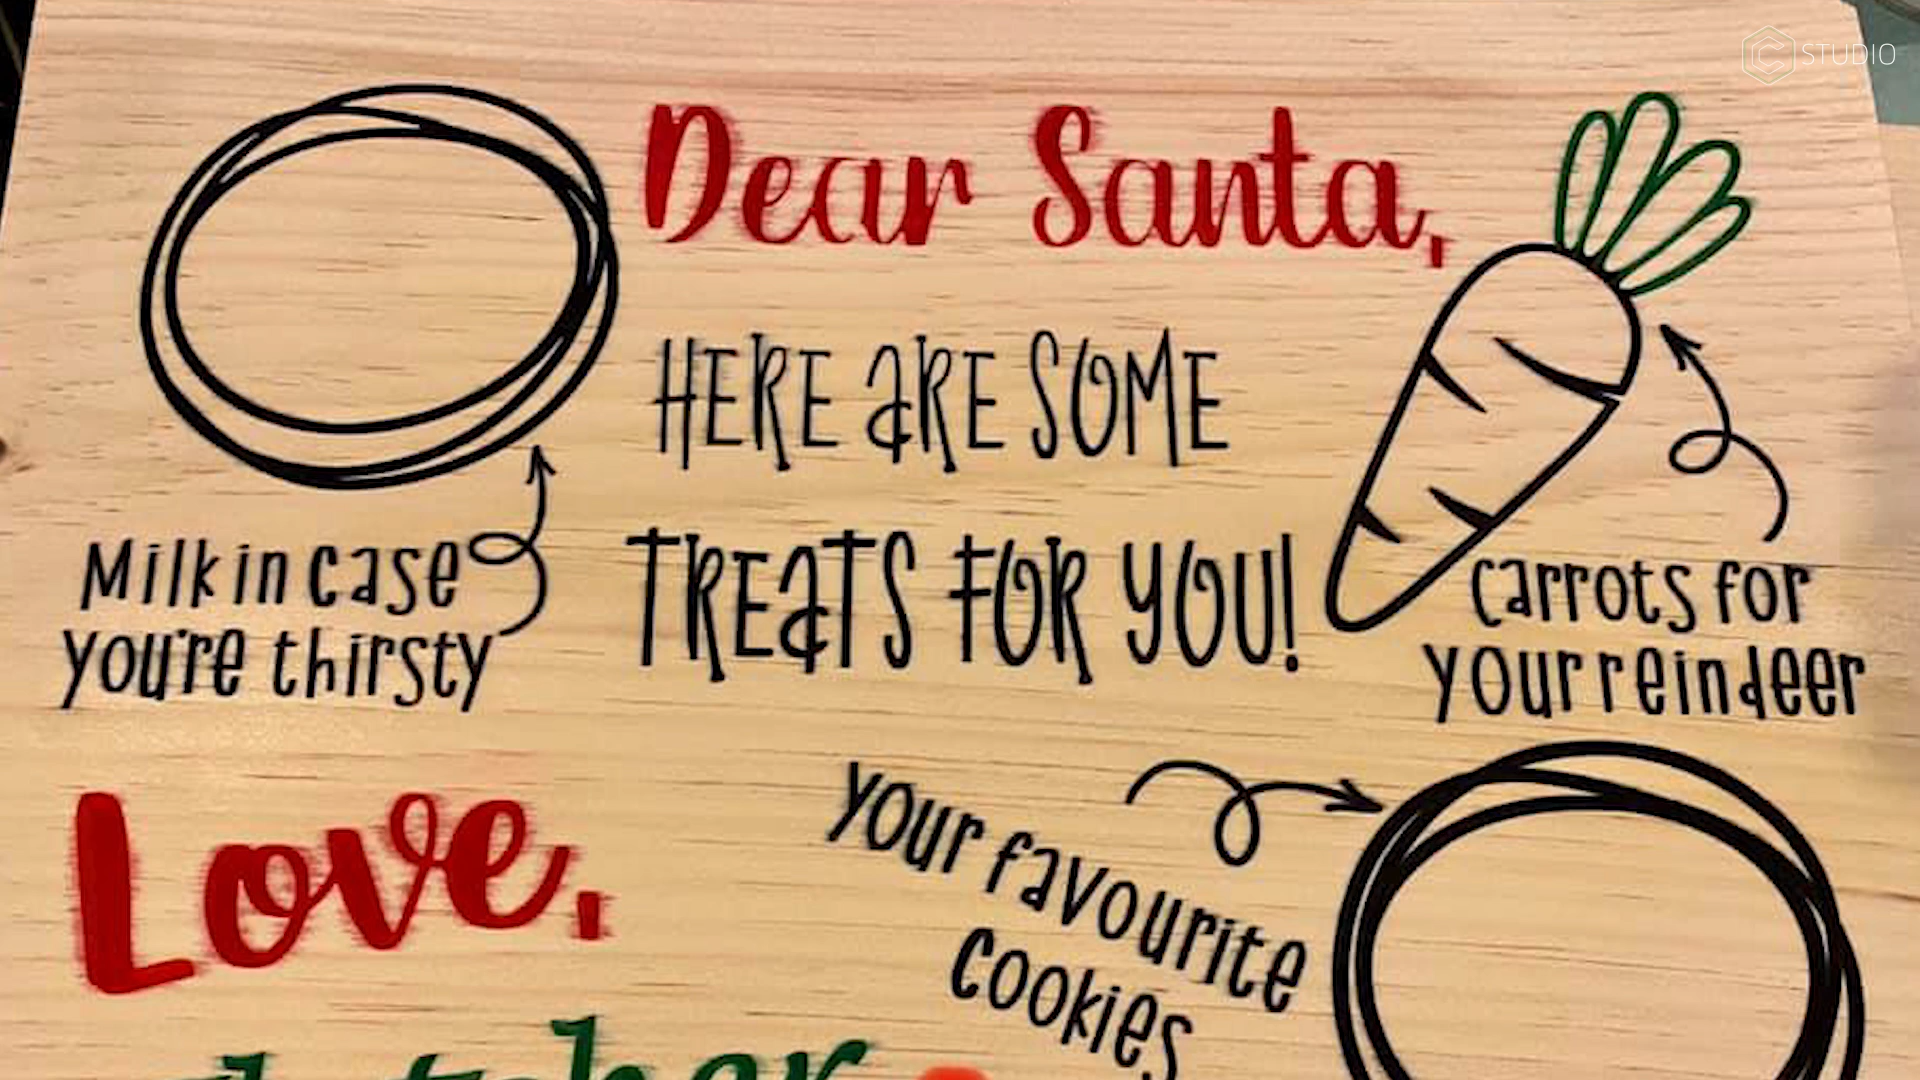 STUDIO
Dear Santa,
HERE ARE SOME
TREATS FOR YOU!
Milk in case
you're thirsty
carrots for
your reindeer
your favourite
cookies
Love,